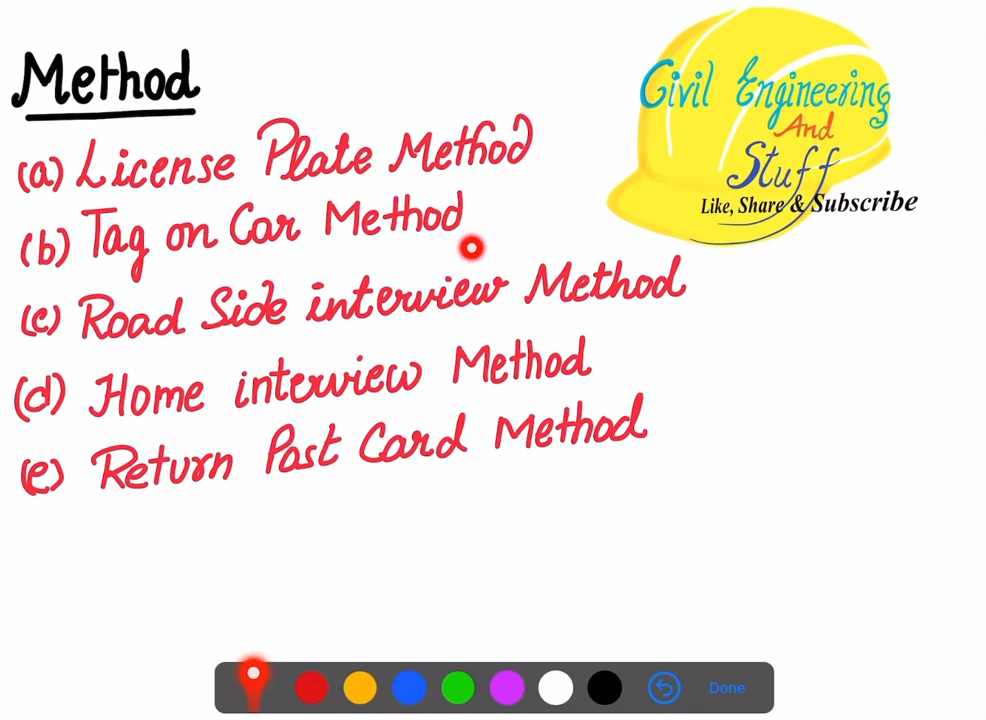 Method
(a) License Plate Method
(b) Tag on Car Method
(c) Road Side interview Method
(d) Home interview Method
(e) Return Post Card Method
Civil Engineering
And
Stuff
Like, Share & Subscribe
Done